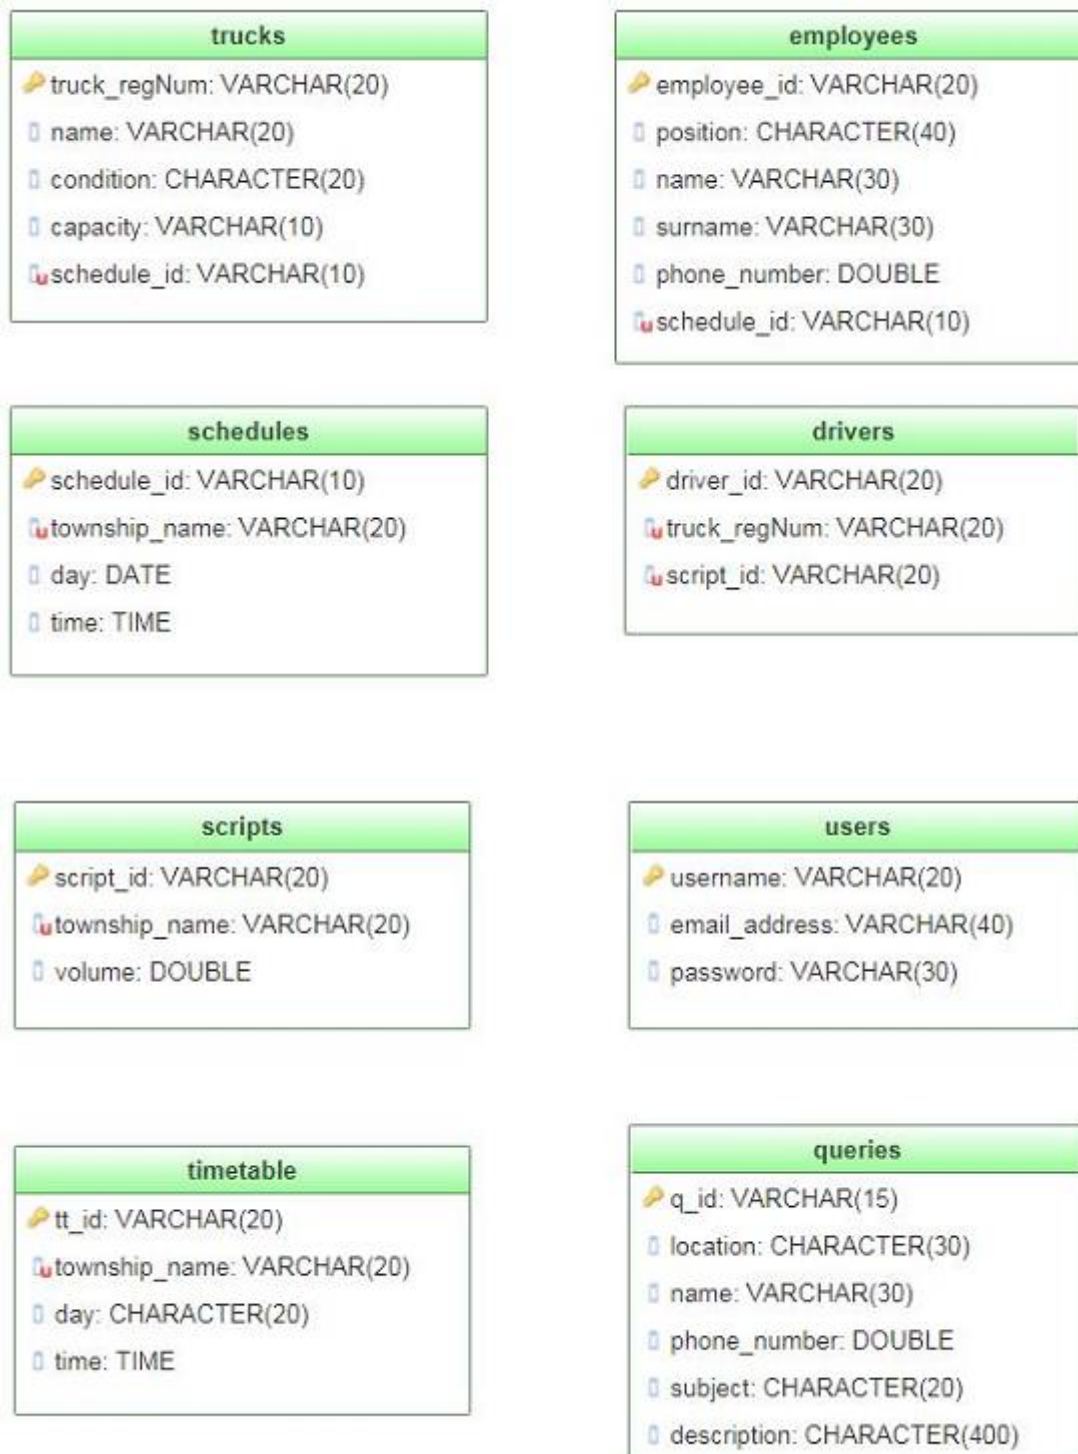 trucks
truck_regNum: VARCHAR(20)
name: VARCHAR(20)
condition: CHARACTER(20)
capacity: VARCHAR(10)
schedule_id: VARCHAR(10)
employees
employee_id: VARCHAR(20)
position: CHARACTER(40)
name: VARCHAR(30)
surname: VARCHAR(30)
phone_number: DOUBLE
schedule_id: VARCHAR(10)
schedules
schedule_id: VARCHAR(10)
township_name: VARCHAR(20)
day: DATE
time: TIME
drivers
driver_id: VARCHAR(20)
truck_regNum: VARCHAR(20)
script_id: VARCHAR(20)
scripts
script_id: VARCHAR(20)
township_name: VARCHAR(20)
volume: DOUBLE
users
username: VARCHAR(20)
email_address: VARCHAR(40)
password: VARCHAR(30)
timetable
tt_id: VARCHAR(20)
township_name: VARCHAR(20)
day: CHARACTER(20)
time: TIME
queries
q_id: VARCHAR(15)
location: CHARACTER(30)
name: VARCHAR(30)
phone_number: DOUBLE
subject: CHARACTER(20)
description: CHARACTER(400)